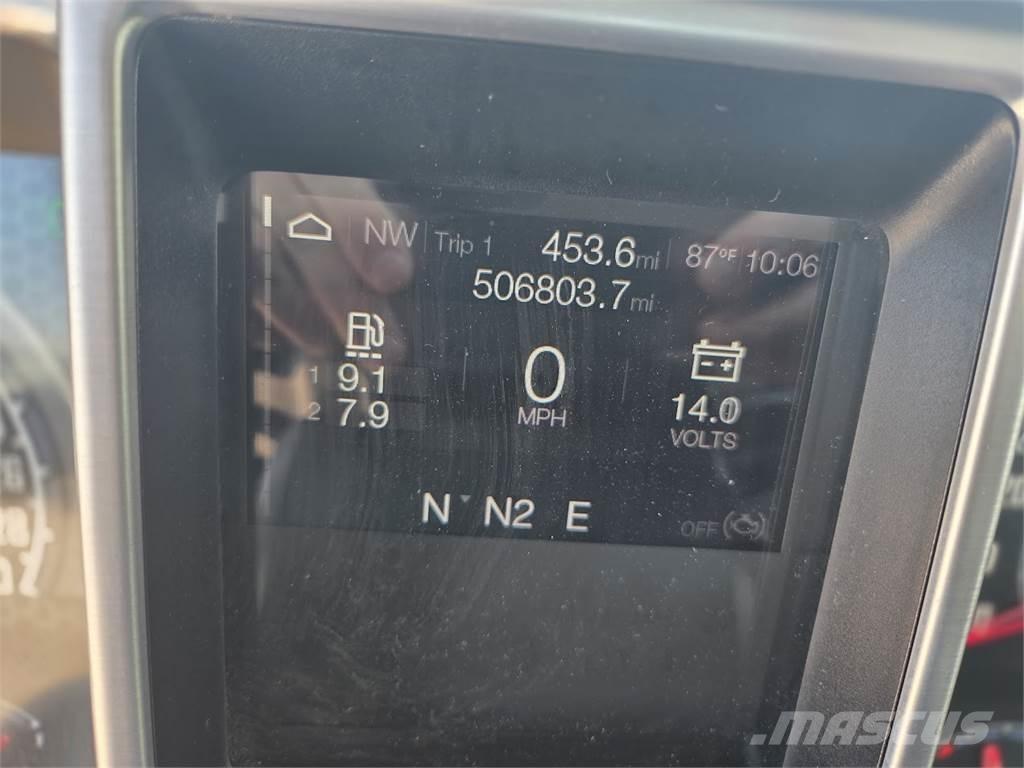 NW Trip 1 453.6mi 87°F 10:06
506803.7mi
1 9.1
2 7.9
0
MPH
14.0
VOLTS
N N2 E
OFF
MASCUS